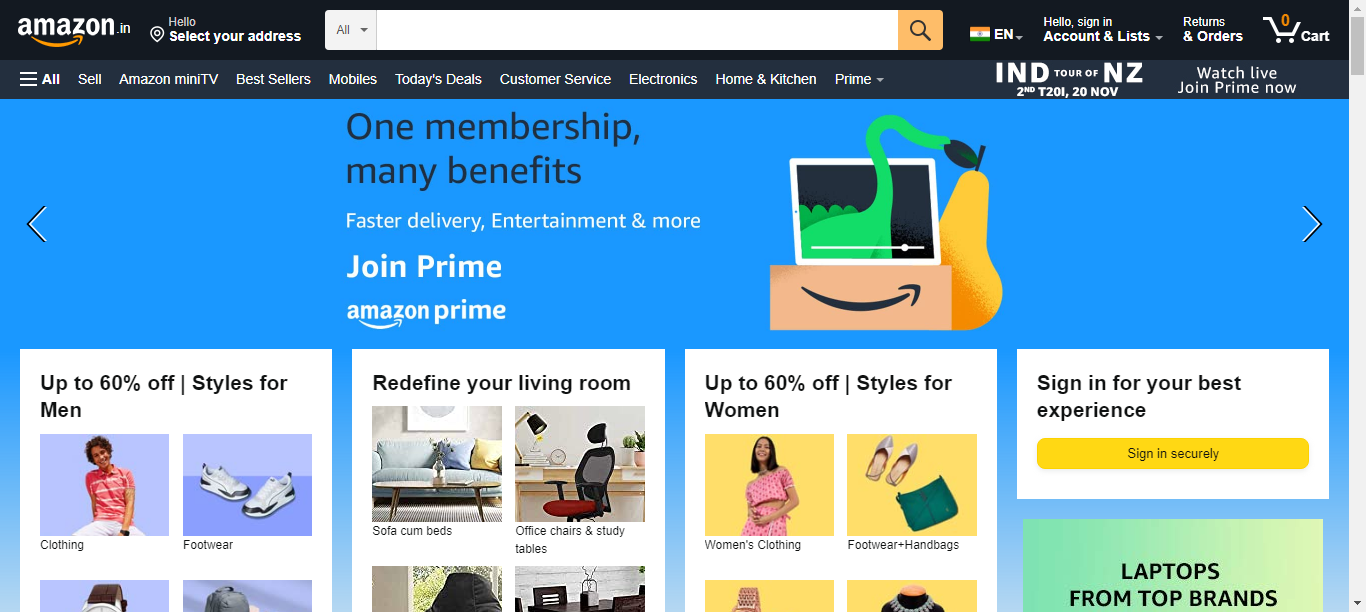 amazon.in
Hello
Select your address
All
EN
Hello, sign in
Account & Lists
Returns
& Orders
0
Cart
All
Sell
Amazon miniTV
Best Sellers
Mobiles
Today's Deals
Customer Service
Electronics
Home & Kitchen
Prime
IND TOUR OF NZ
2ND T20I, 20 NOV
Watch live
Join Prime now
One membership,
many benefits
Faster delivery, Entertainment & more
Join Prime
amazon prime
Up to 60% off | Styles for
Men
Clothing
Footwear
Redefine your living room
Sofa cum beds
Office chairs & study
tables
Up to 60% off | Styles for
Women
Women's Clothing
Footwear+Handbags
Sign in for your best
experience
Sign in securely
LAPTOPS
FROM TOP BRANDS